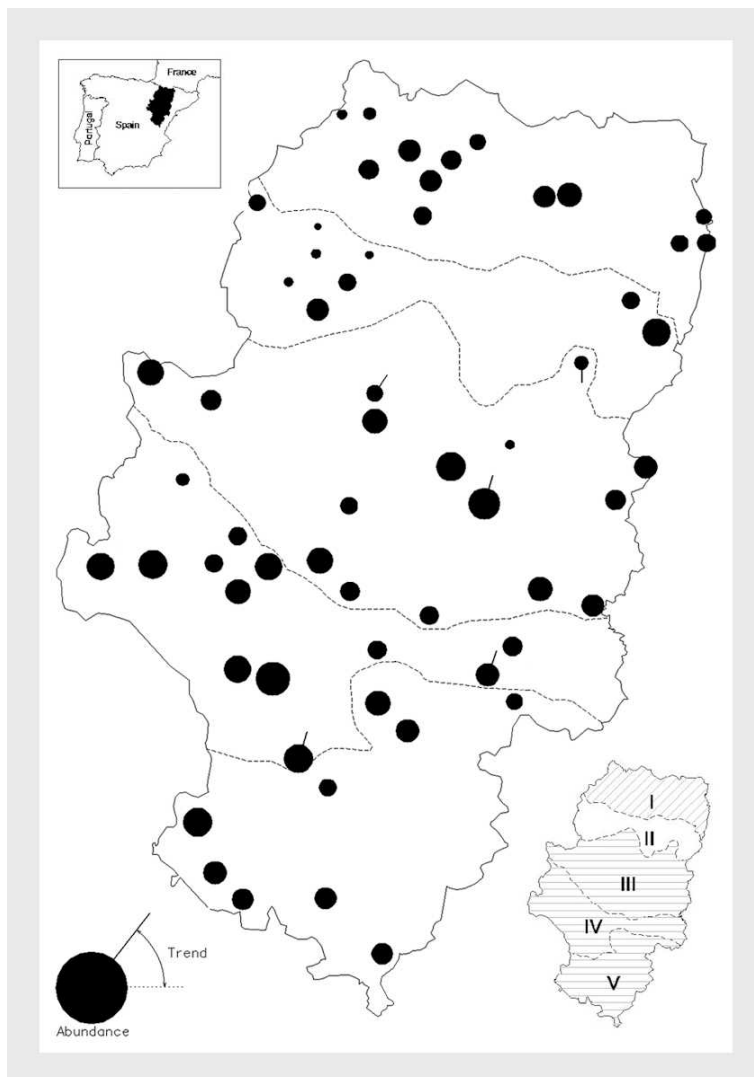 France
Portugal
Spain
I
II
III
IV
V
Trend
Abundance